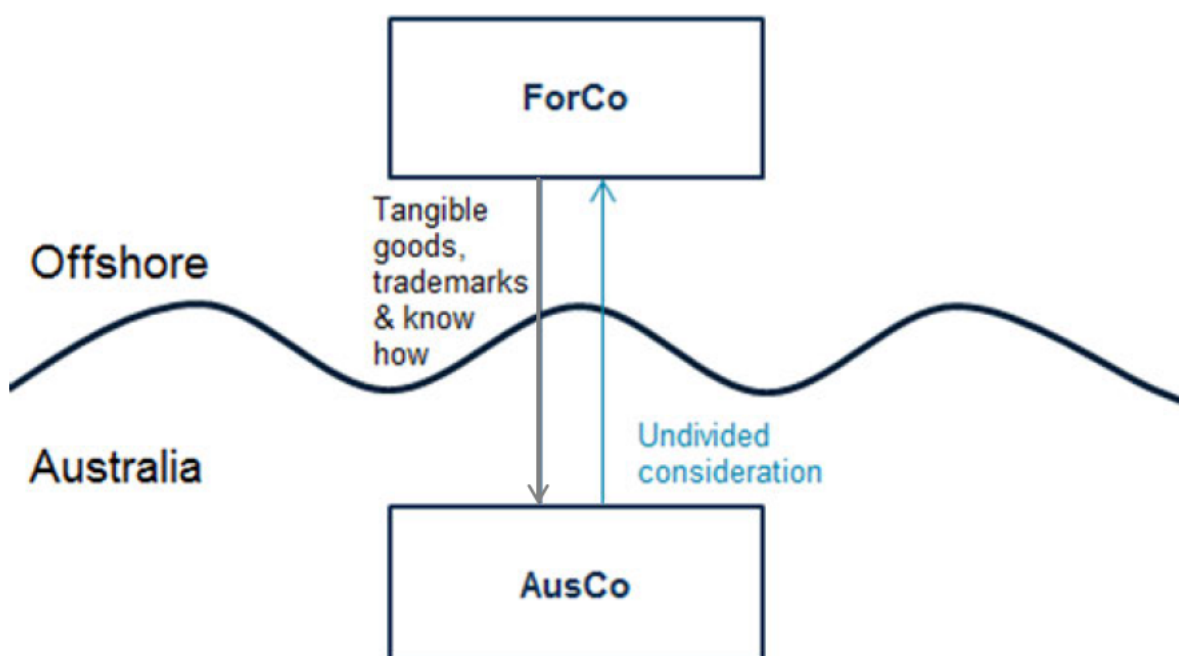 ForCo
Tangible
goods,
trademarks
& know
how
Offshore
Undivided
consideration
Australia
AusCo